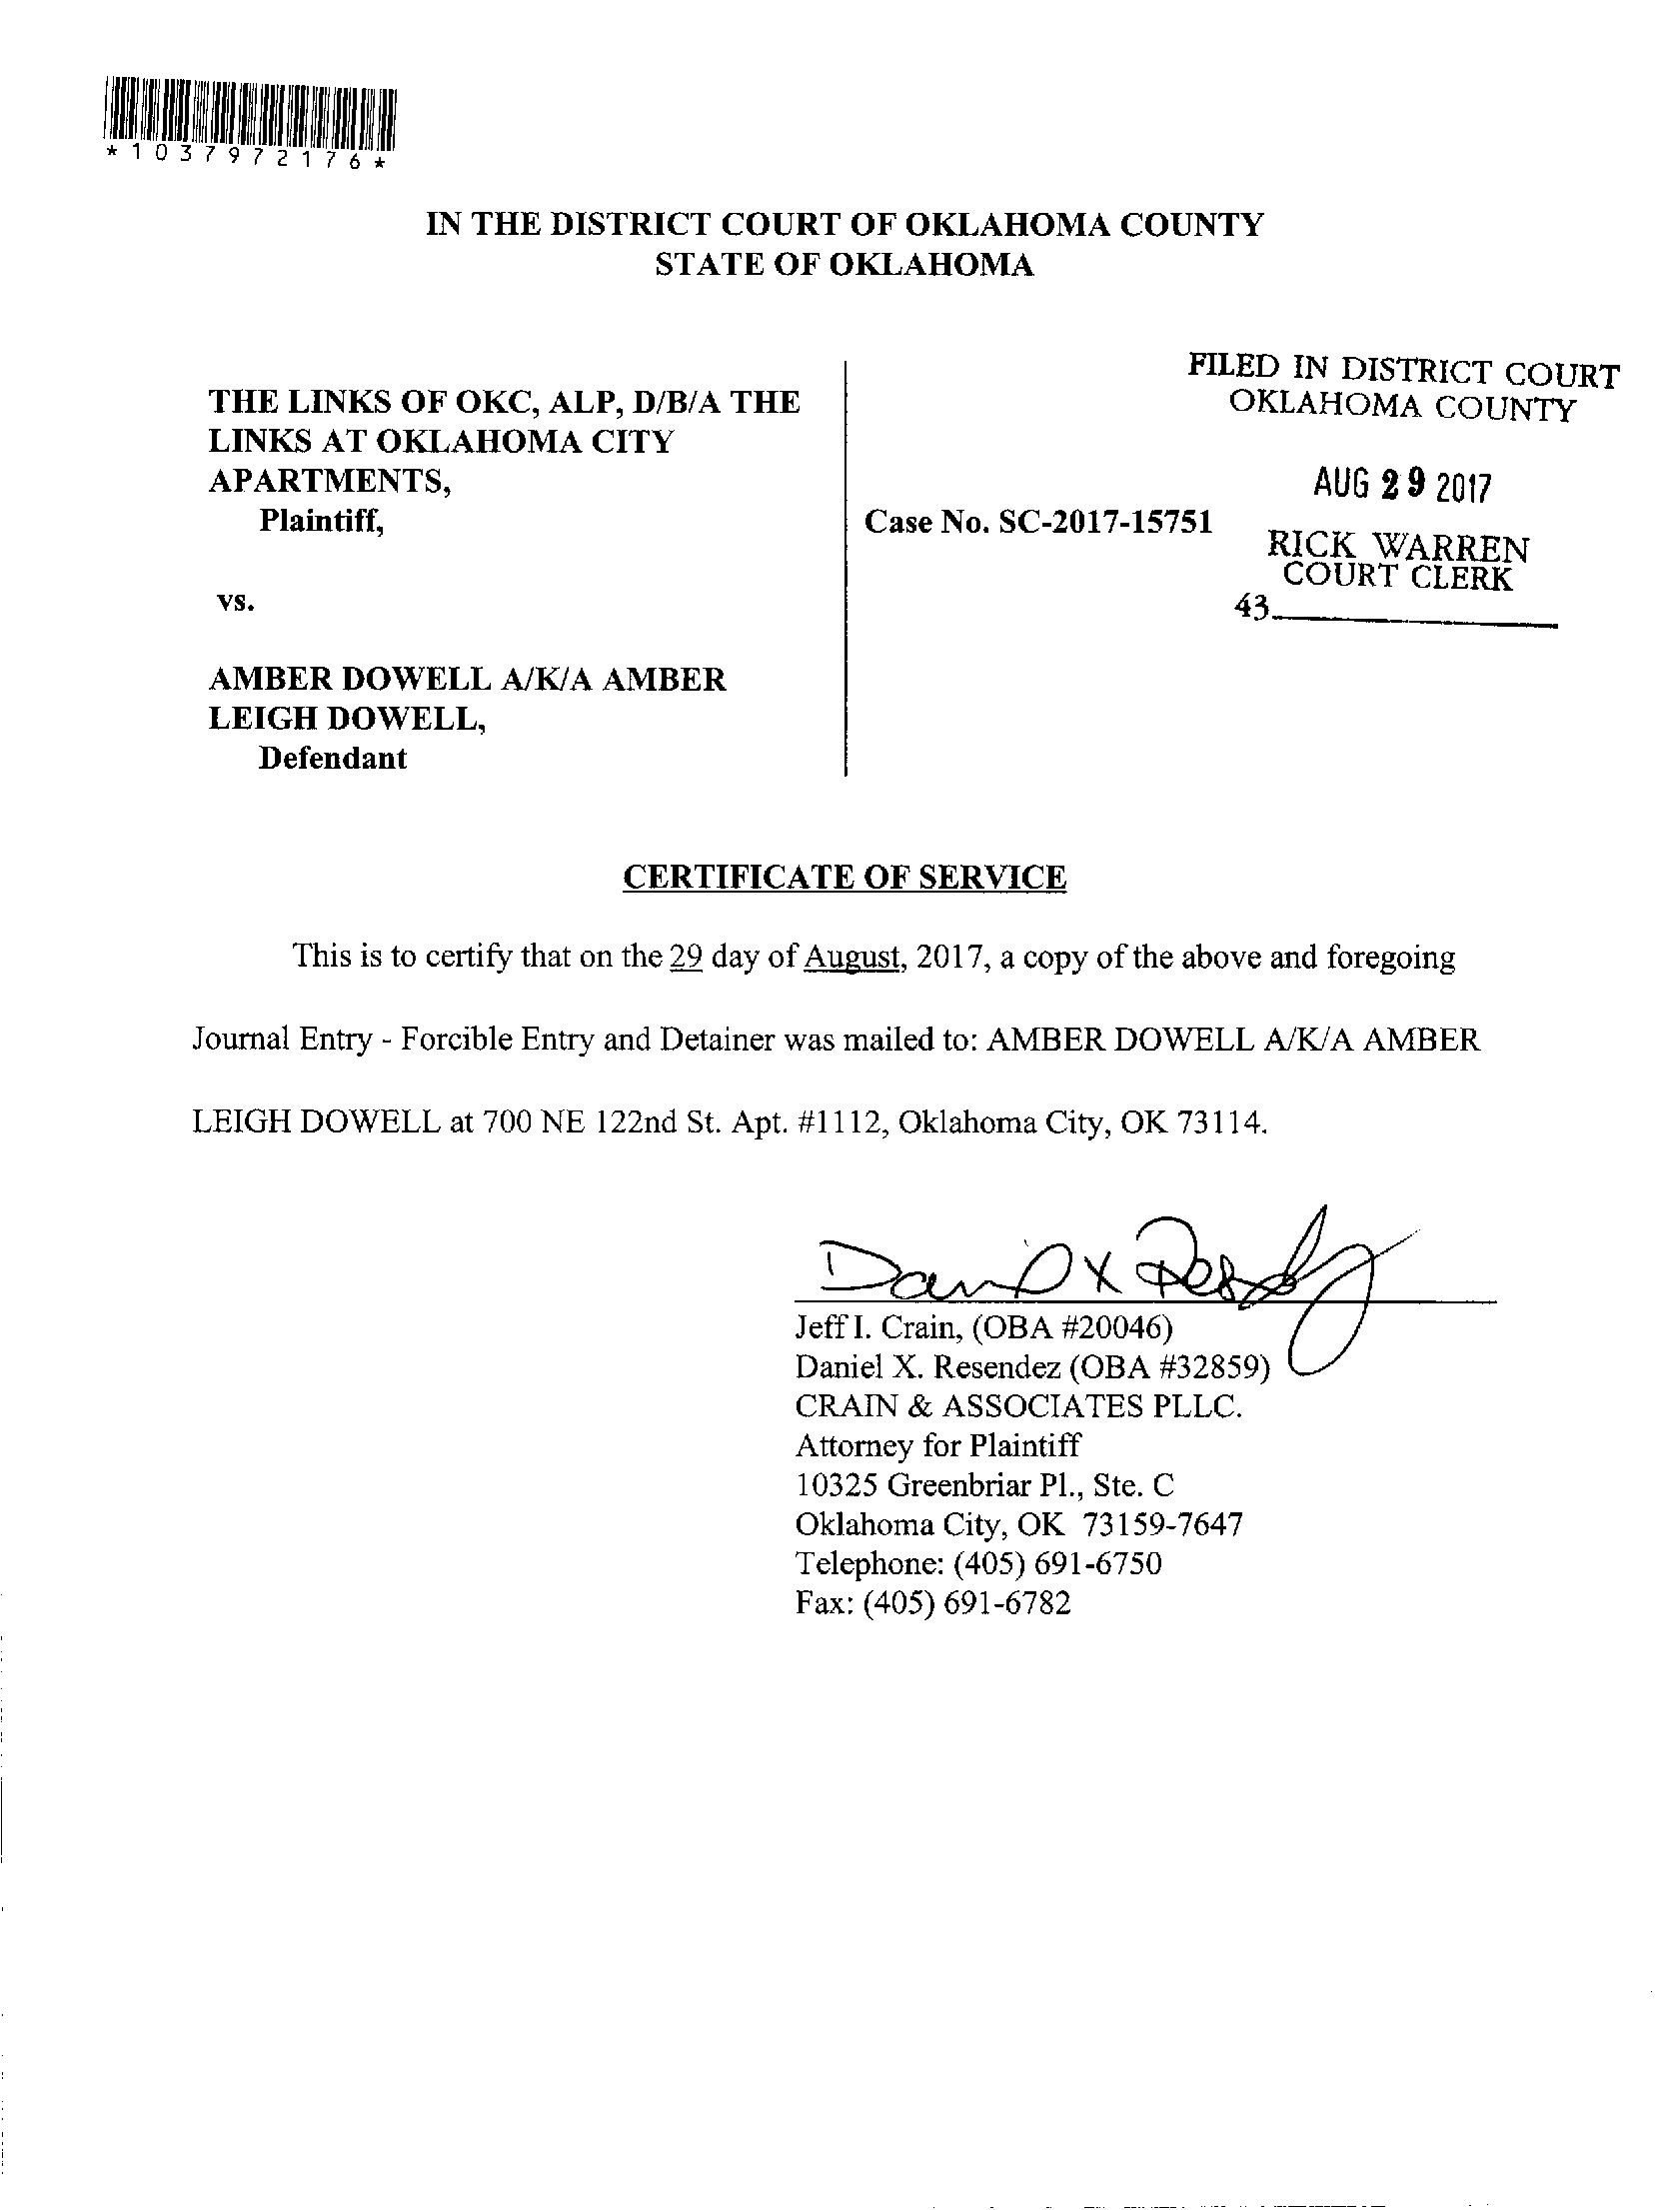 *1037972176*
IN THE DISTRICT COURT OF OKLAHOMA COUNTY
STATE OF OKLAHOMA
THE LINKS OF OKC, ALP, D/B/A THE
LINKS AT OKLAHOMA CITY
APARTMENTS,
Plaintiff,
vs.
AMBER DOWELL A/K/A AMBER
LEIGH DOWELL,
Defendant
Case No. SC-2017-15751
FILED IN DISTRICT COURT
OKLAHOMA COUNTY
AUG 29 2017
RICK WARREN
COURT CLERK
43
CERTIFICATE OF SERVICE
This is to certify that on the 29 day of August, 2017, a copy of the above and foregoing
Journal Entry - Forcible Entry and Detainer was mailed to: AMBER DOWELL A/K/A AMBER
LEIGH DOWELL at 700 NE 122nd St. Apt. #1112, Oklahoma City, OK 73114.
Daniel X Resendez
Jeff I. Crain, (OBA #20046)
Daniel X. Resendez (OBA #32859)
CRAIN & ASSOCIATES PLLC.
Attorney for Plaintiff
10325 Greenbriar Pl., Ste. C
Oklahoma City, OK 73159-7647
Telephone: (405) 691-6750
Fax: (405) 691-6782